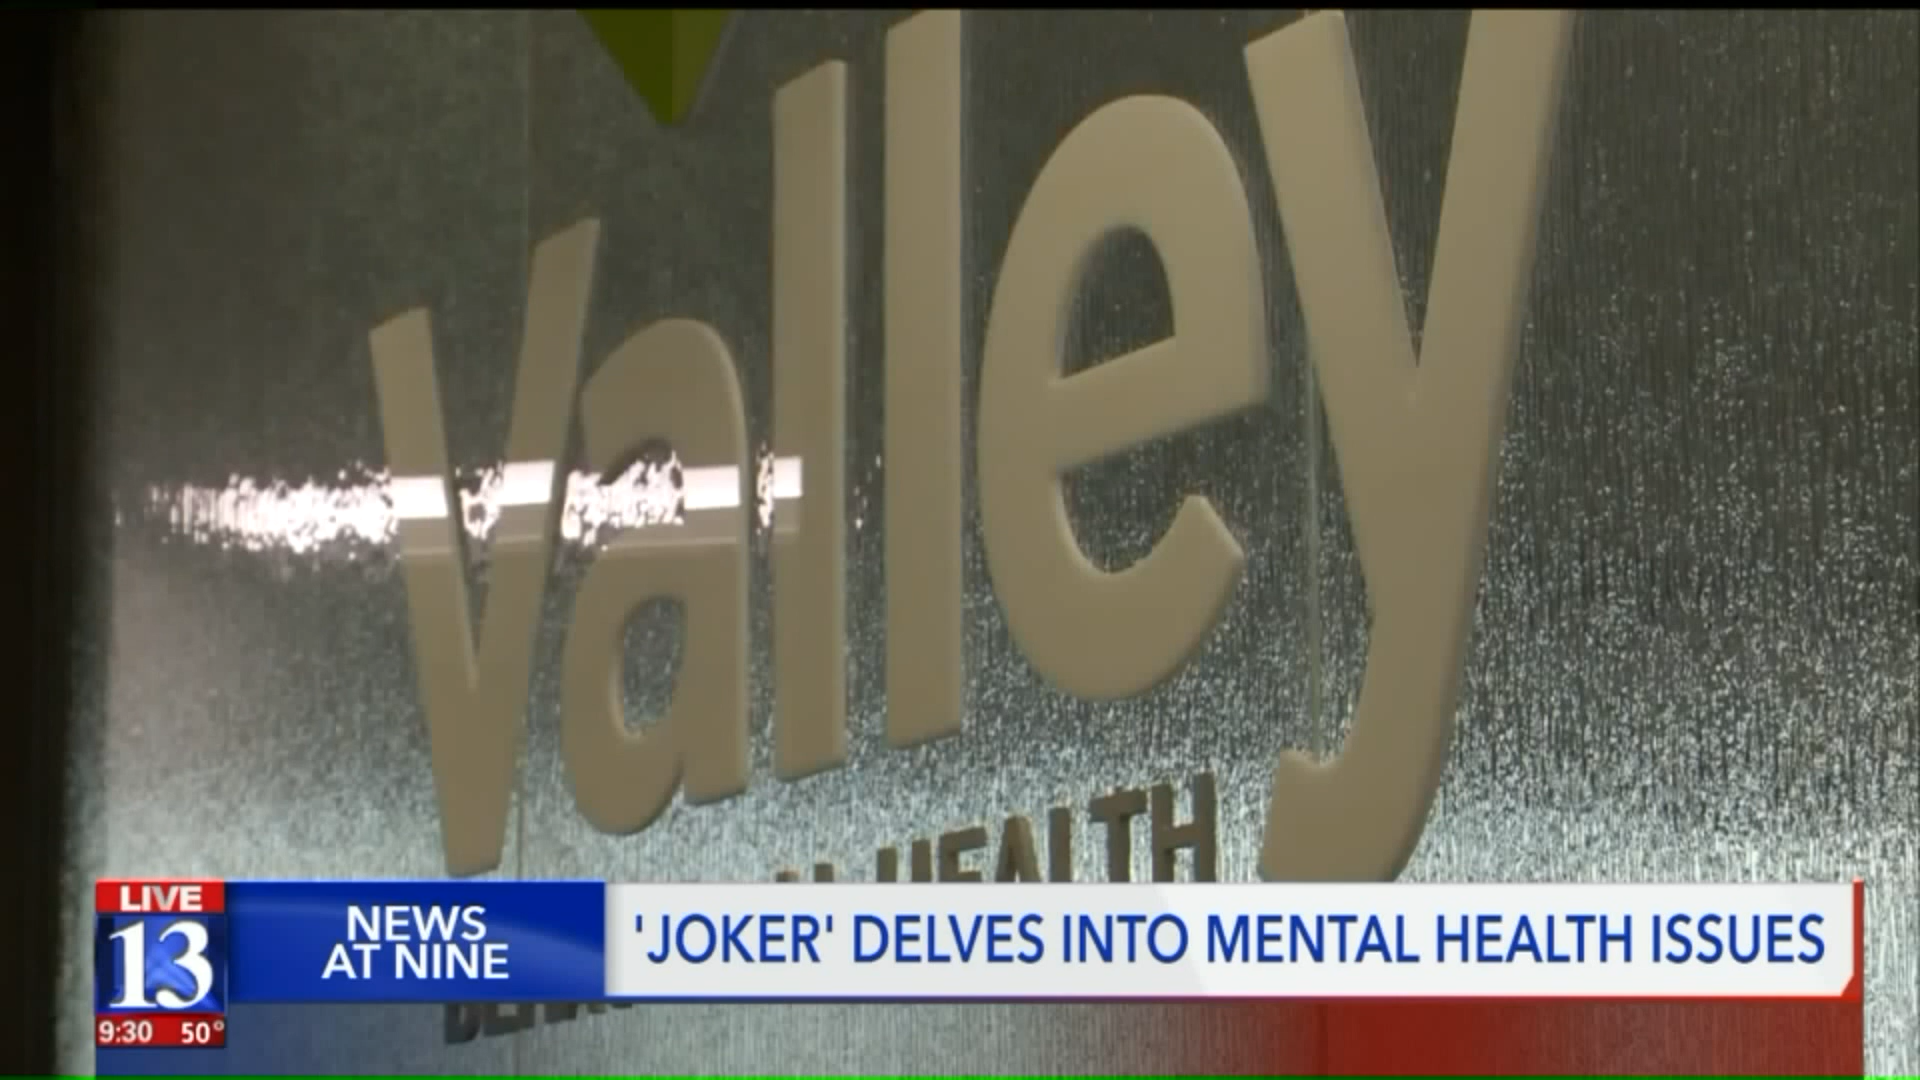 Valley
HEALTH
LIVE
13
NEWS
AT NINE
'JOKER' DELVES INTO MENTAL HEALTH ISSUES
9:30 50°